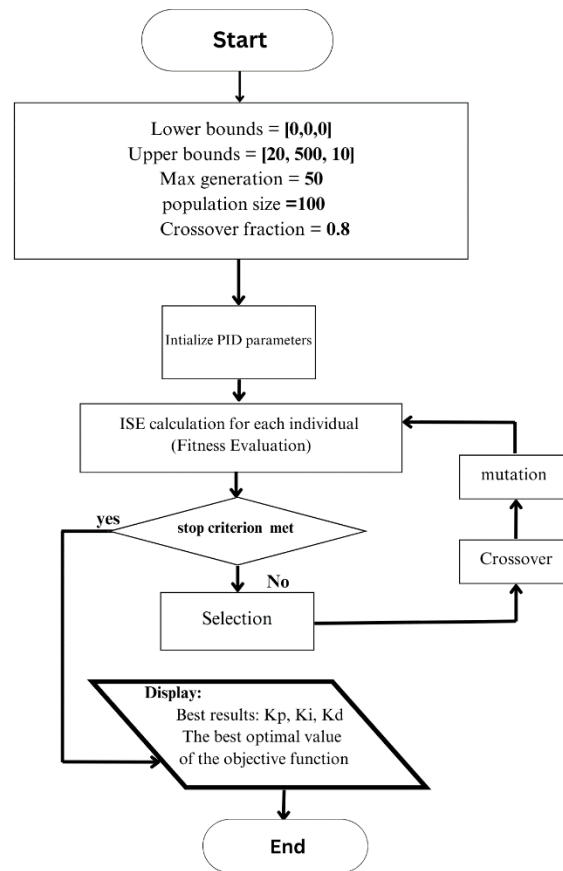 Start
Lower bounds = [0,0,0]
Upper bounds = [20, 500, 10]
Max generation = 50
population size =100
Crossover fraction = 0.8
Intialize PID parameters
ISE calculation for each individual
(Fitness Evaluation)
mutation
yes
stop criterion met
Crossover
No
Selection
Display:
Best results: Kp, Ki, Kd
The best optimal value
of the objective function
End